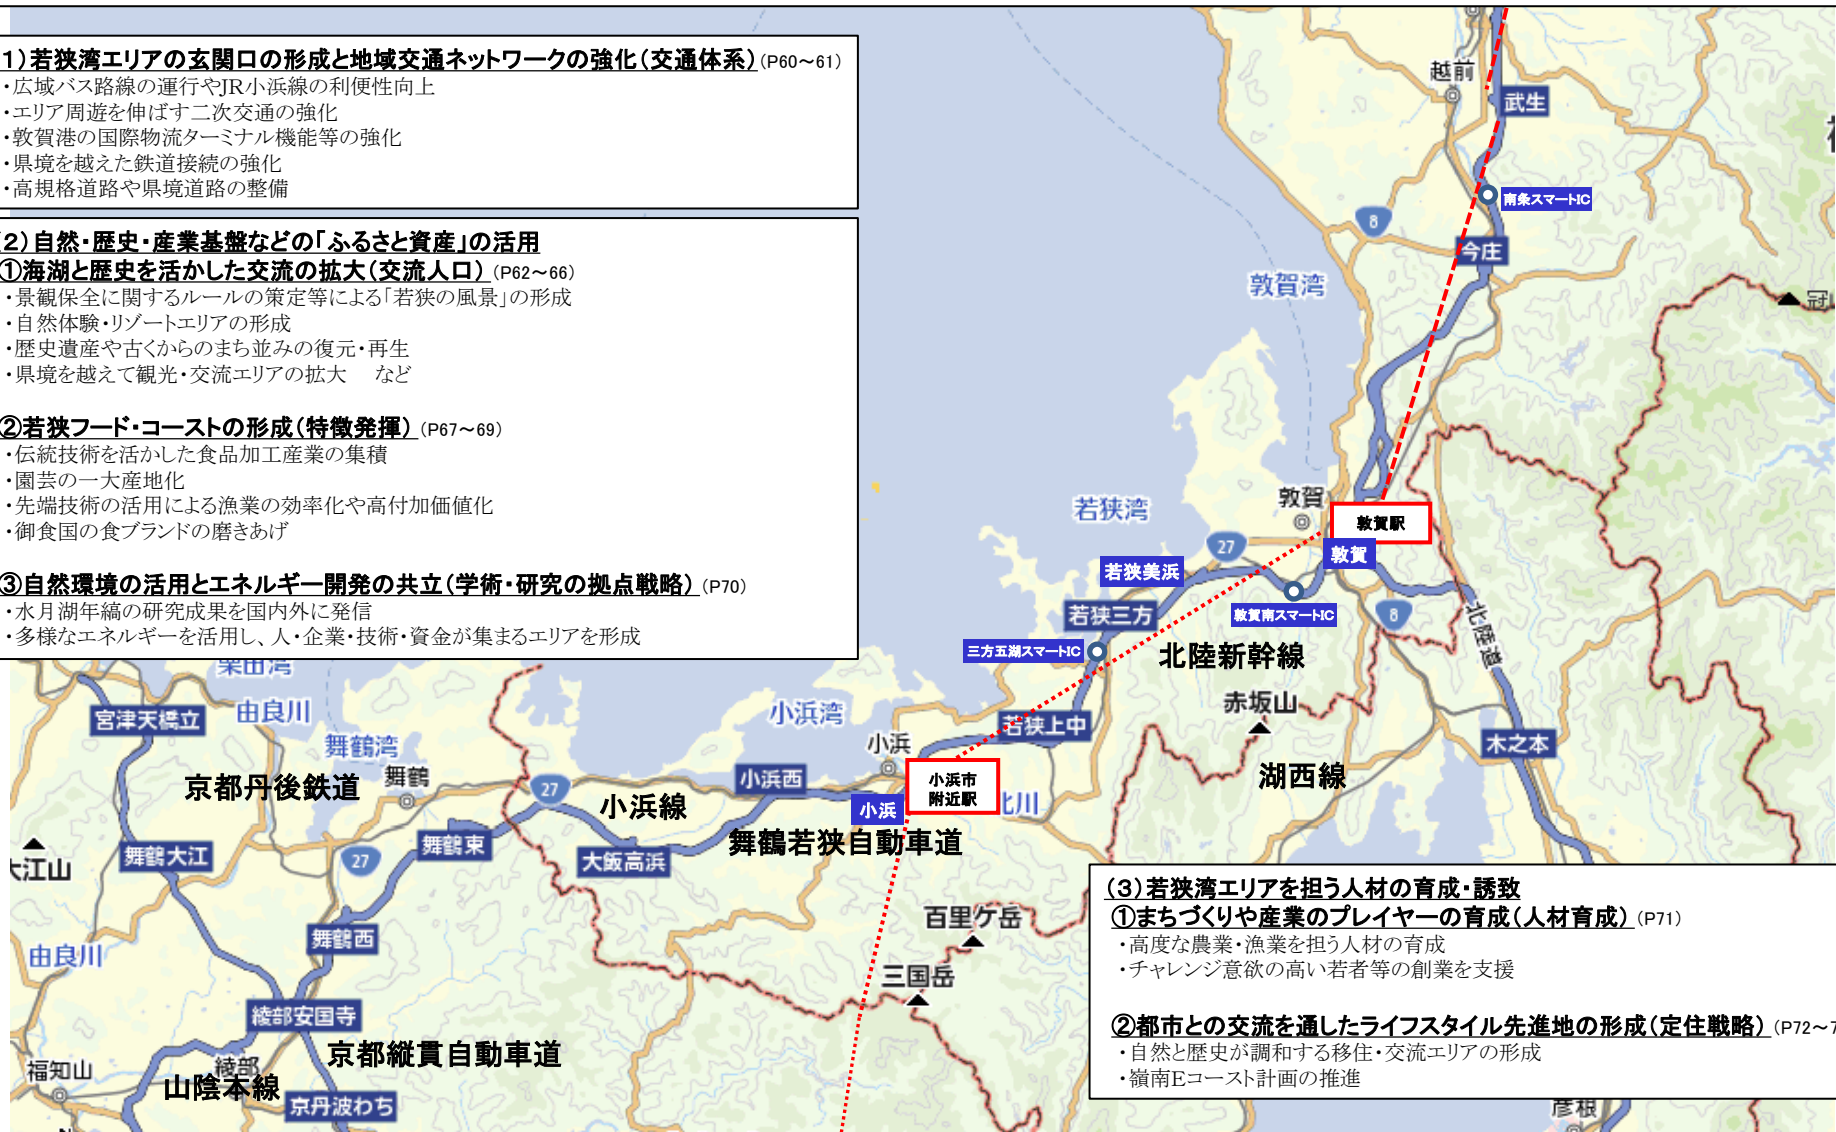 1)若狭湾エリアの玄関口の形成と地域交通ネットワークの強化(交通体系)(P60～61)
・広域バス路線の運行やJR小浜線の利便性向上
・エリア周遊を伸ばす二次交通の強化
・敦賀港の国際物流ターミナル機能等の強化
・県境を越えた鉄道接続の強化
・高規格道路や県境道路の整備
2)自然・歴史・産業基盤などの「ふるさと資産」の活用
①海湖と歴史を活かした交流の拡大(交流人口)(P62～66)
・景観保全に関するルールの策定等による「若狭の風景」の形成
・自然体験・リゾートエリアの形成
・歴史遺産や古くからのまち並みの復元・再生
・県境を越えて観光・交流エリアの拡大　など
②若狭フード・コーストの形成(特徴発揮)(P67～69)
・伝統技術を活かした食品加工産業の集積
・園芸の一大産地化
・先端技術の活用による漁業の効率化や高付加価値化
・御食国の食ブランドの磨きあげ
③自然環境の活用とエネルギー開発の共立(学術・研究の拠点戦略)(P70)
・水月湖年縞の研究成果を国内外に発信
・多様なエネルギーを活用し、人・企業・技術・資金が集まるエリアを形成
越前
武生
南条スマートIC
8
今庄
敦賀湾
冠
若狭湾
敦賀
敦賀駅
27
敦賀
若狭美浜
若狭三方
敦賀南スマートIC
8
北陸道
三方五湖スマートIC
北陸新幹線
栗田湾
赤坂山
宮津天橋立
由良川
小浜湾
若狭上中
舞鶴湾
小浜
木之本
京都丹後鉄道
舞鶴
27
小浜西
小浜市
附近駅
湖西線
小浜線
小浜
北川
舞鶴若狭自動車道
大江山
舞鶴大江
27
舞鶴東
大飯高浜
百里ケ岳
舞鶴西
由良川
三国岳
綾部安国寺
京都縦貫自動車道
福知山
綾部
山陰本線
京丹波わち
(3)若狭湾エリアを担う人材の育成・誘致
①まちづくりや産業のプレイヤーの育成(人材育成)(P71)
・高度な農業・漁業を担う人材の育成
・チャレンジ意欲の高い若者等の創業を支援
②都市との交流を通したライフスタイル先進地の形成(定住戦略)(P72～7
・自然と歴史が調和する移住・交流エリアの形成
・嶺南Eコースト計画の推進
彦根